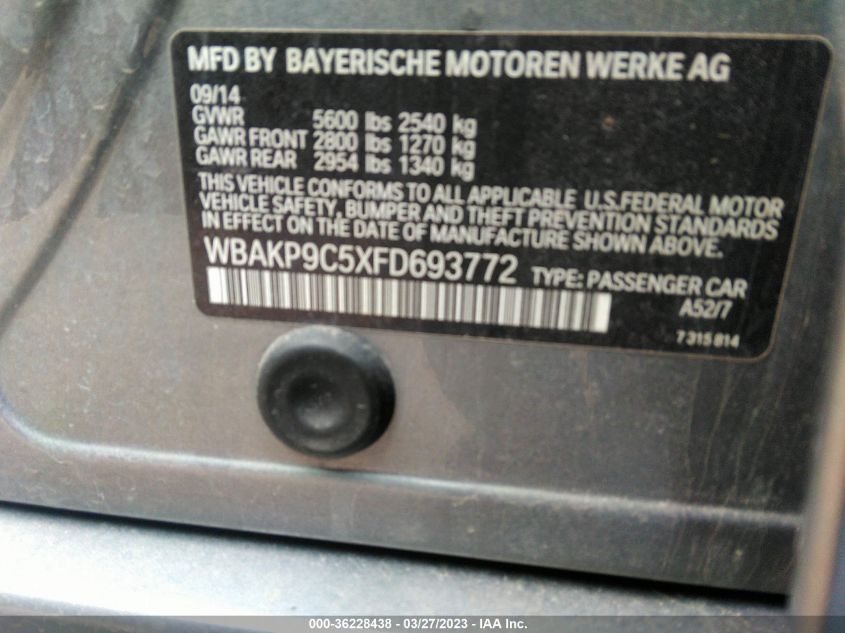 MFD BY BAYERISCHE MOTOREN WERKE AG
09/14
GVWR 5600 lbs 2540 kg
GAWR FRONT 2800 lbs 1270 kg
GAWR REAR 2954 lbs 1340 kg
THIS VEHICLE CONFORMS TO ALL APPLICABLE U.S.FEDERAL MOTOR
VEHICLE SAFETY, BUMPER AND THEFT PREVENTION STANDARDS
IN EFFECT ON THE DATE OF MANUFACTURE SHOWN ABOVE.
WBAKP9C5XFD693772 TYPE: PASSENGER CAR
A52/7
7315814
000-36228438 - 03/27/2023 - IAA Inc.